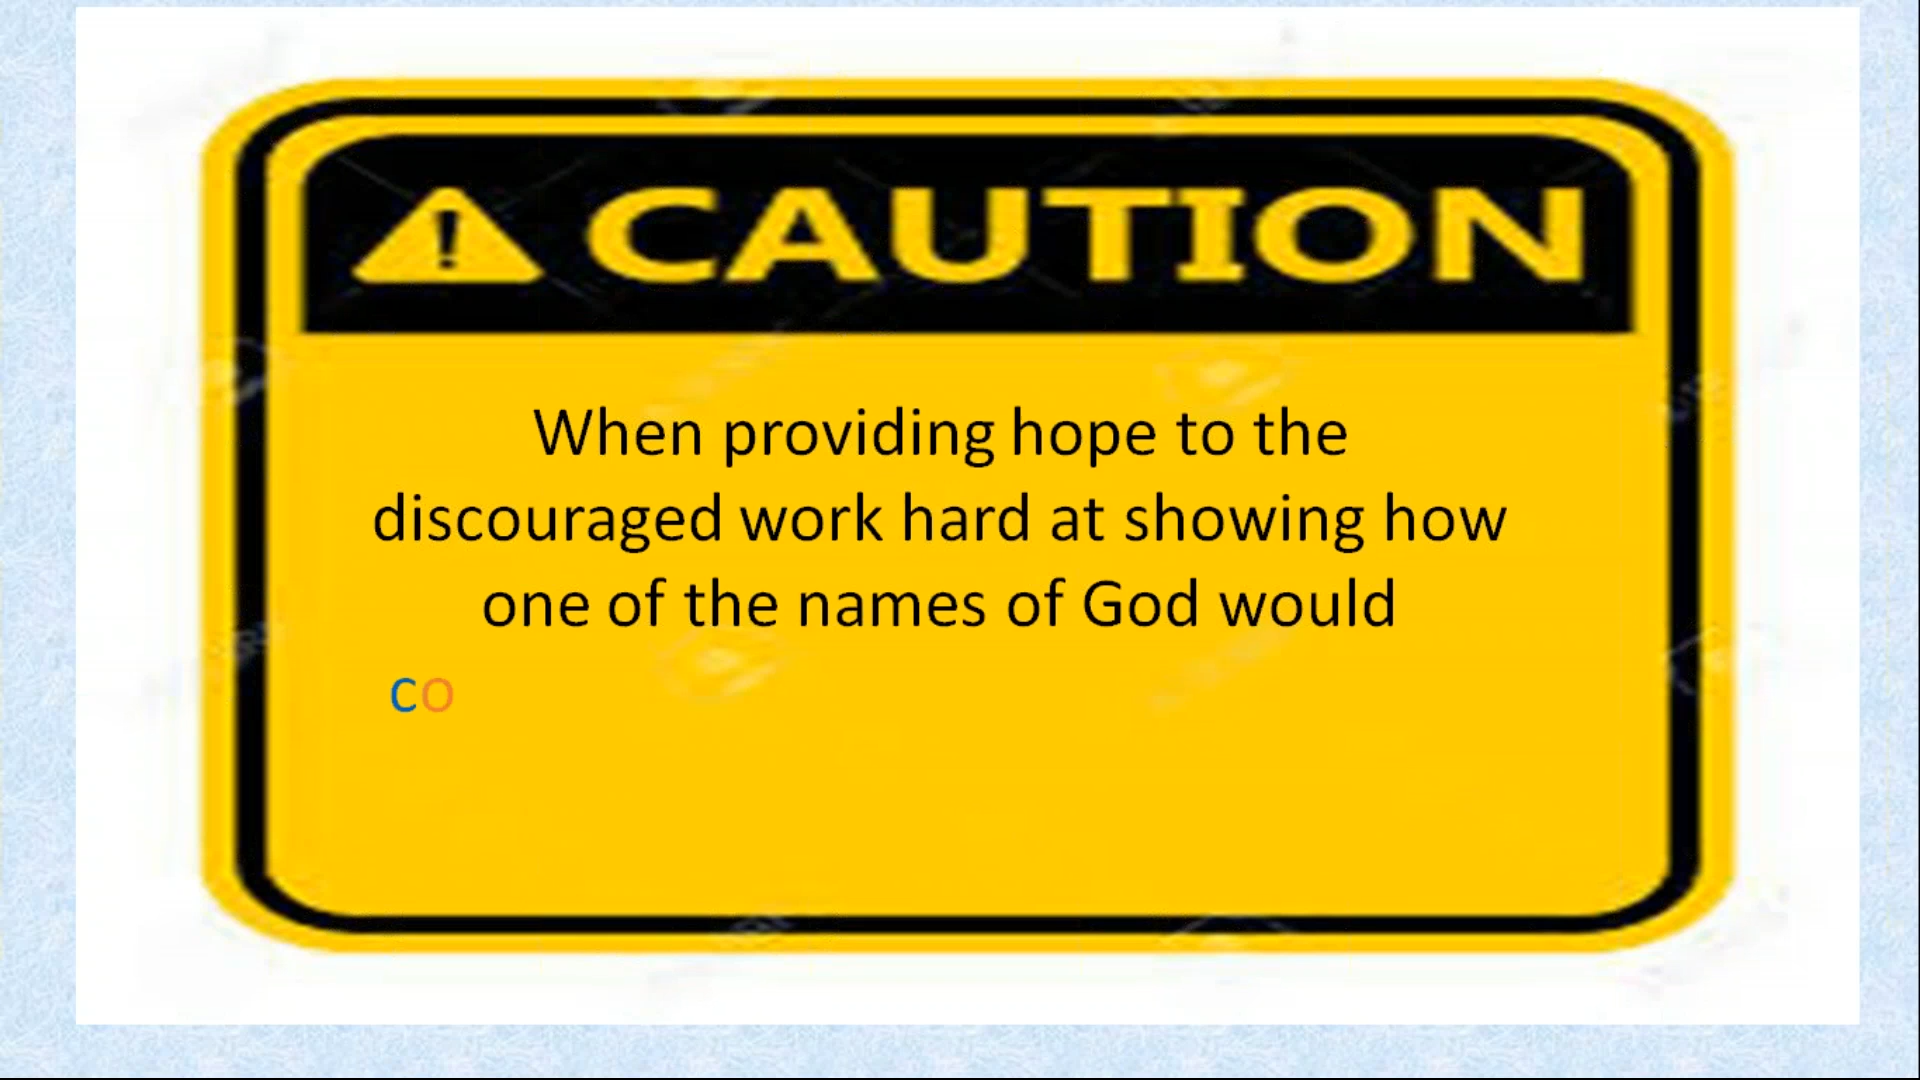 CAUTION
When providing hope to the
discouraged work hard at showing how
one of the names of God would
co